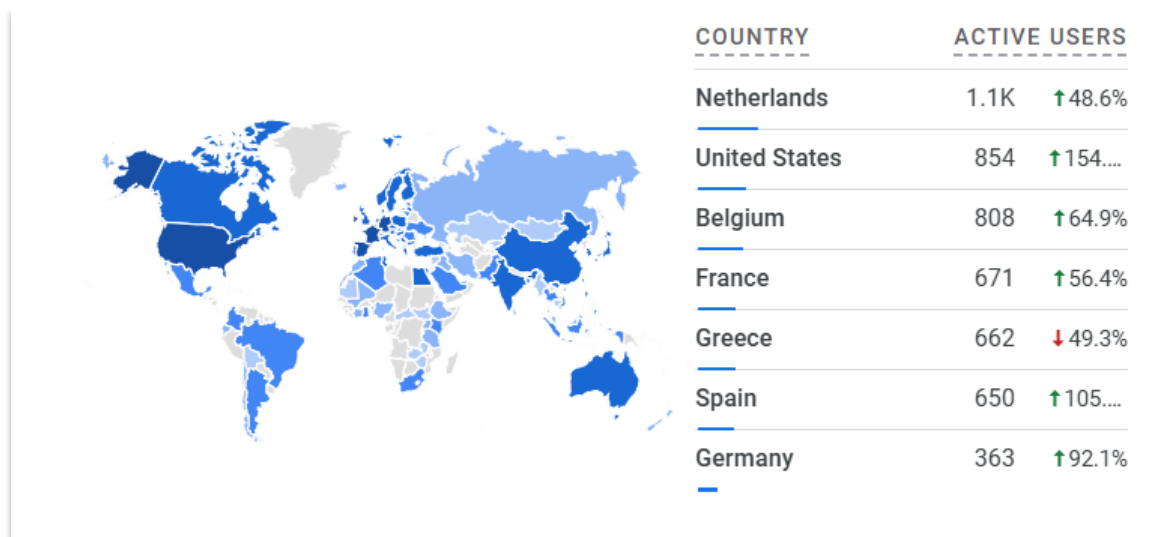 COUNTRY ACTIVE USERS
Netherlands 1.1K ↑48.6%
United States 854 ↑154....
Belgium 808 ↑64.9%
France 671 ↑56.4%
Greece 662 ↓49.3%
Spain 650 ↑105....
Germany 363 ↑92.1%